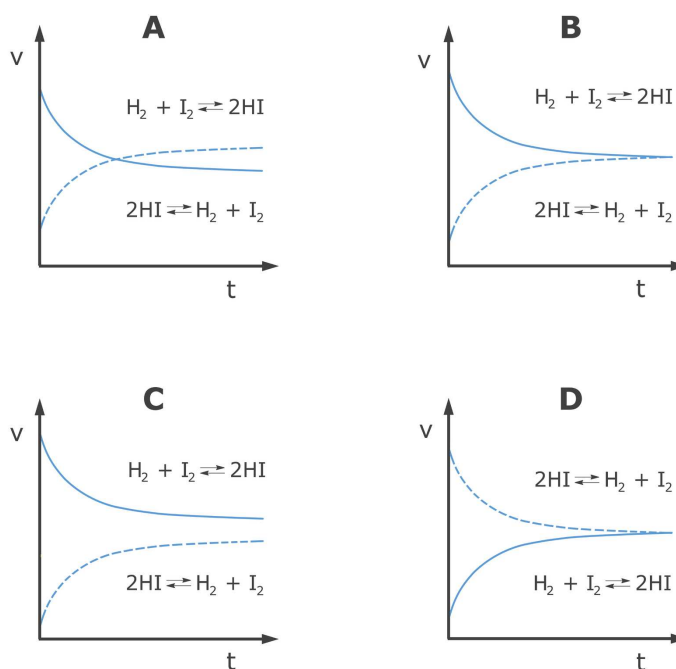 A
v
H₂ + I₂ ⇄ 2HI
2HI ⇄ H₂ + I₂
t
B
v
H₂ + I₂ ⇄ 2HI
2HI ⇄ H₂ + I₂
t
C
v
H₂ + I₂ ⇄ 2HI
2HI ⇄ H₂ + I₂
t
D
v
2HI ⇄ H₂ + I₂
H₂ + I₂ ⇄ 2HI
t